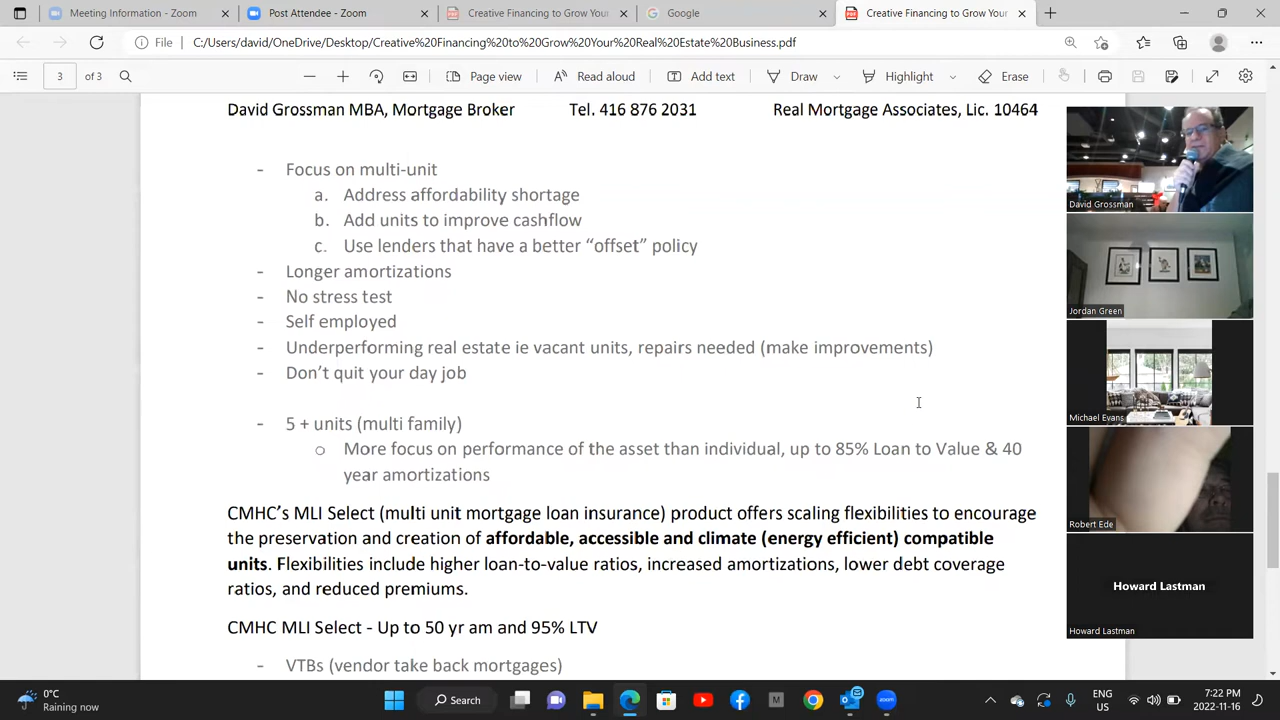 Meeting Information - Zoom
Post Attendee - Zoom
Creative Financing to Grow Your
Google
Creative Financing to Grow Your
File
C:/Users/david/OneDrive/Desktop/Creative%20Financing%20to%20Grow%20Your%20Real%20Estate%20Business.pdf
3 of 3
Page view
Read aloud
Add text
Draw
Highlight
Erase
David Grossman MBA, Mortgage Broker Tel. 416 876 2031 Real Mortgage Associates, Lic. 10464
- Focus on multi-unit
a. Address affordability shortage
b. Add units to improve cashflow
c. Use lenders that have a better “offset” policy
- Longer amortizations
- No stress test
- Self employed
- Underperforming real estate ie vacant units, repairs needed (make improvements)
- Don’t quit your day job
- 5 + units (multi family)
o More focus on performance of the asset than individual, up to 85% Loan to Value & 40
year amortizations
CMHC’s MLI Select (multi unit mortgage loan insurance) product offers scaling flexibilities to encourage
the preservation and creation of affordable, accessible and climate (energy efficient) compatible
units. Flexibilities include higher loan-to-value ratios, increased amortizations, lower debt coverage
ratios, and reduced premiums.
CMHC MLI Select - Up to 50 yr am and 95% LTV
- VTBs (vendor take back mortgages)
David Grossman
Jordan Green
Michael Evans
Robert Ede
Howard Lastman
Howard Lastman
0°C
Raining now
Search
ENG
US
7:22 PM
2022-11-16